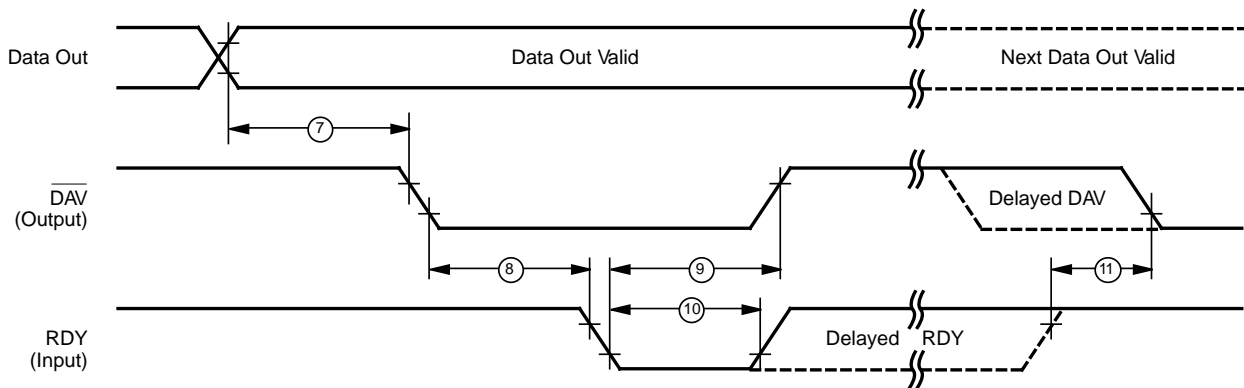 Data Out
Data Out Valid
Next Data Out Valid
7
DAV
(Output)
Delayed DAV
8
9
11
10
RDY
(Input)
Delayed RDY